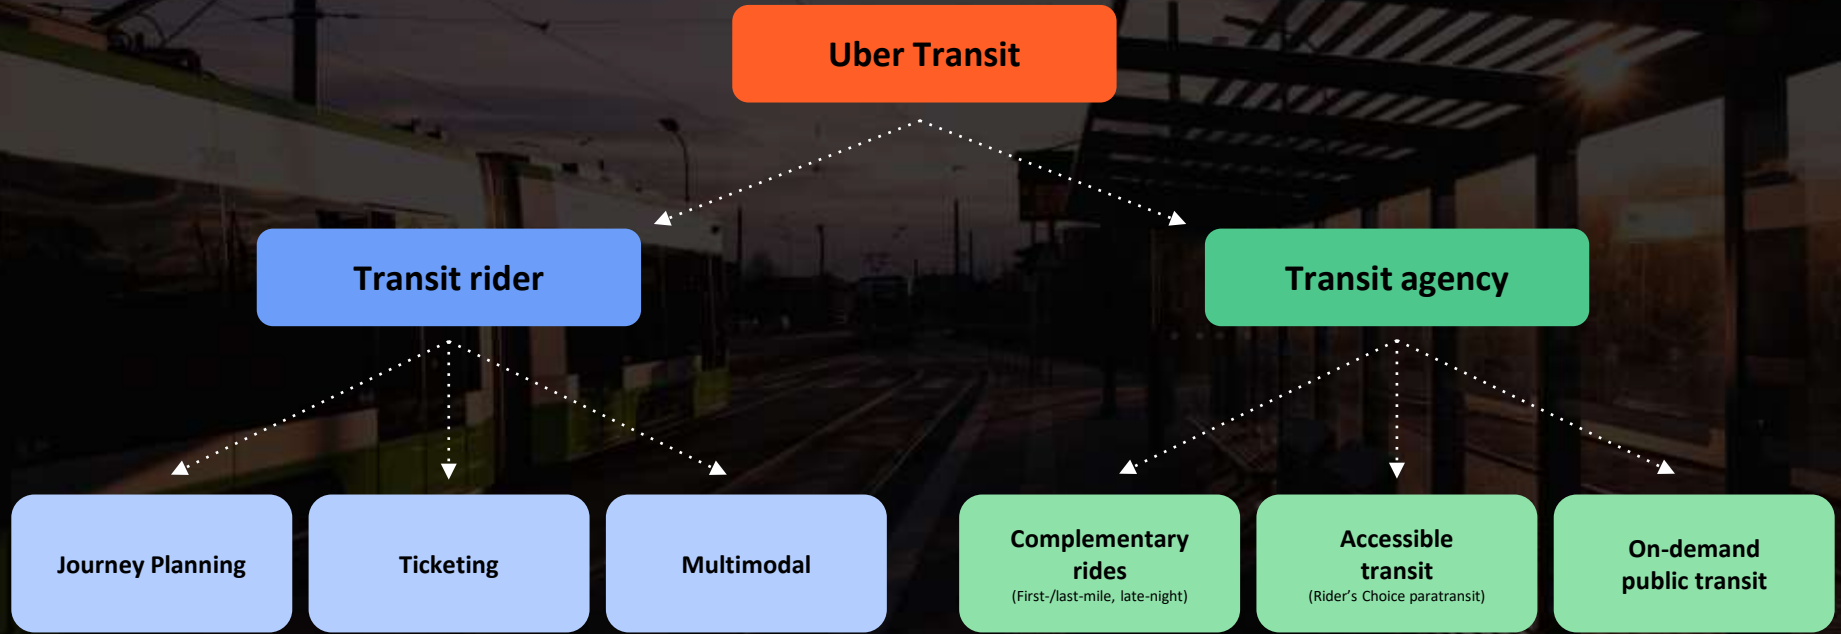 Uber Transit
Transit rider
Transit agency
Journey Planning
Ticketing
Multimodal
Complementary
rides
(First-/last-mile, late-night)
Accessible
transit
(Rider’s Choice paratransit)
On-demand
public transit